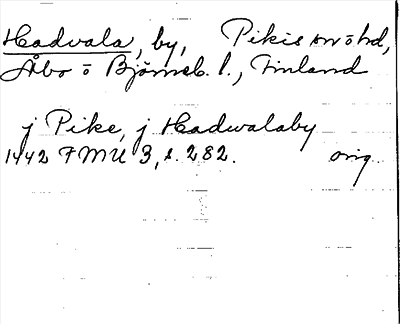 Hadvala, by, Pikis sn o hd,
Åbo o Björneb. l., Finland
j Pike, j Hadwalaby
1442 FMU 3, s. 282. orig.